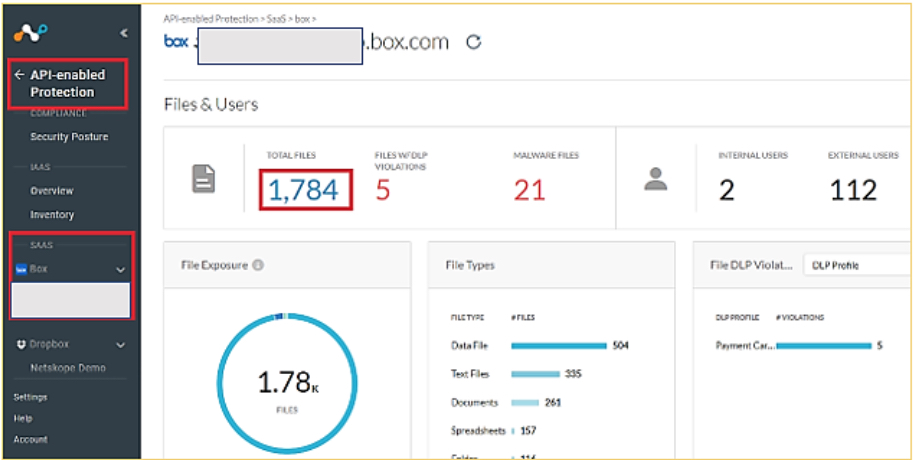 API-enabled Protection > SaaS > box >
box
.box.com
API-enabled
Protection
COMPLIANCE
Security Posture
IAAS
Overview
Inventory
SAAS
box Box
Dropbox
Netskope Demo
Settings
Help
Account
Files & Users
TOTAL FILES
1,784
FILES W/DLP
VIOLATIONS
5
MALWARE FILES
21
INTERNAL USERS
2
EXTERNAL USERS
112
File Exposure
1.78K
FILES
File Types
FILE TYPE # FILES
Data File 504
Text Files 335
Documents 261
Spreadsheets 157
File DLP Violat... DLP Profile
DLP PROFILE # VIOLATIONS
Payment Car... 5